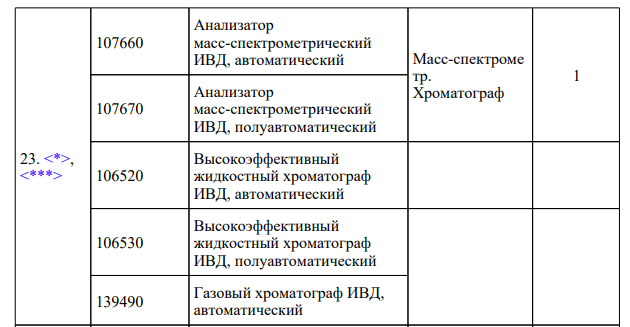 23. <*>,
<***>
107660
Анализатор
масс-спектрометрический
ИВД, автоматический
Масс-спектроме
тр.
Хроматограф
1
107670
Анализатор
масс-спектрометрический
ИВД, полуавтоматический
106520
Высокоэффективный
жидкостный хроматограф
ИВД, автоматический
106530
Высокоэффективный
жидкостный хроматограф
ИВД, полуавтоматический
139490
Газовый хроматограф ИВД,
автоматический